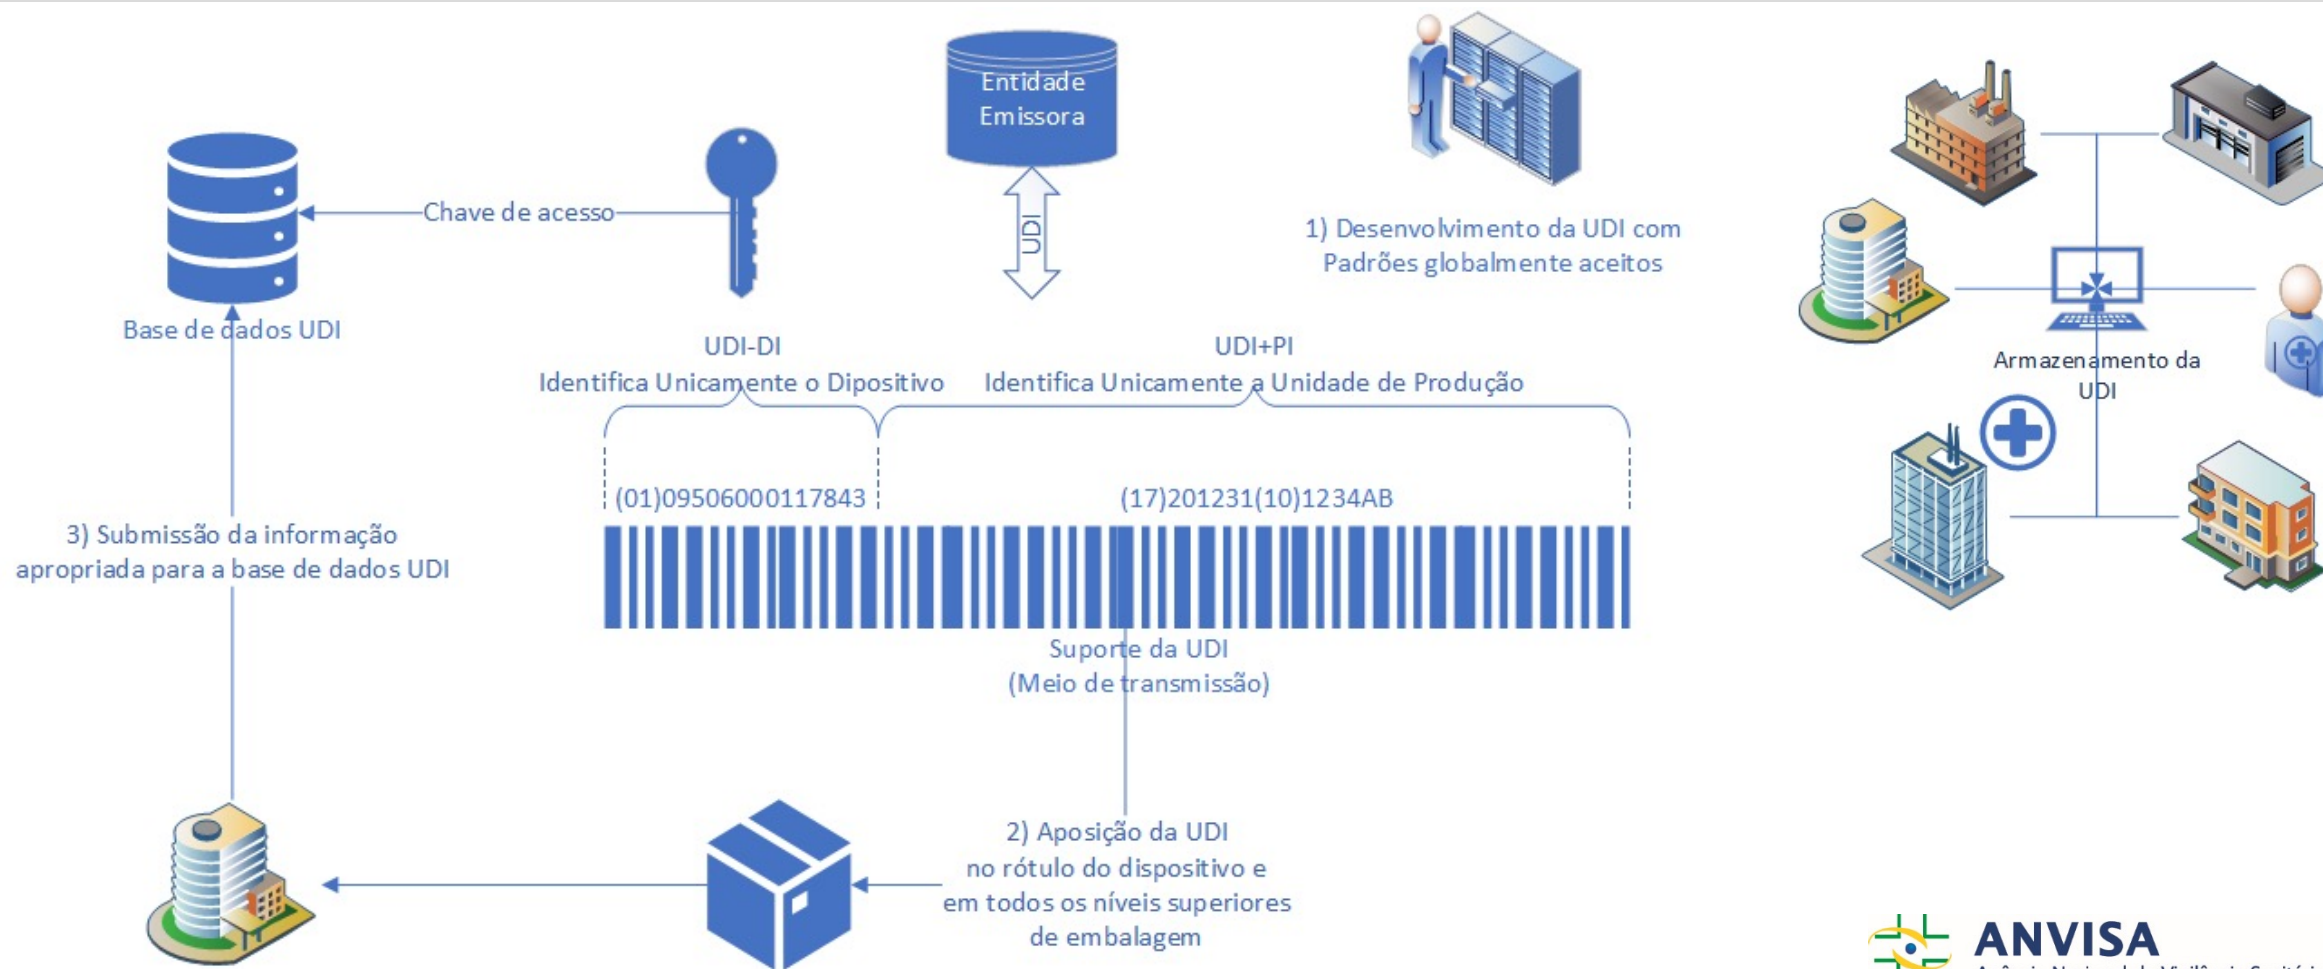 Entidade
Emissora
Chave de acesso
UDI
1) Desenvolvimento da UDI com
Padrões globalmente aceitos
Base de dados UDI
UDI-DI
Identifica Unicamente o Dipositivo
UDI+PI
Identifica Unicamente a Unidade de Produção
Armazenamento da
UDI
(01)09506000117843
(17)201231(10)1234AB
3) Submissão da informação
apropriada para a base de dados UDI
Suporte da UDI
(Meio de transmissão)
2) Aposição da UDI
no rótulo do dispositivo e
em todos os níveis superiores
de embalagem
ANVISA